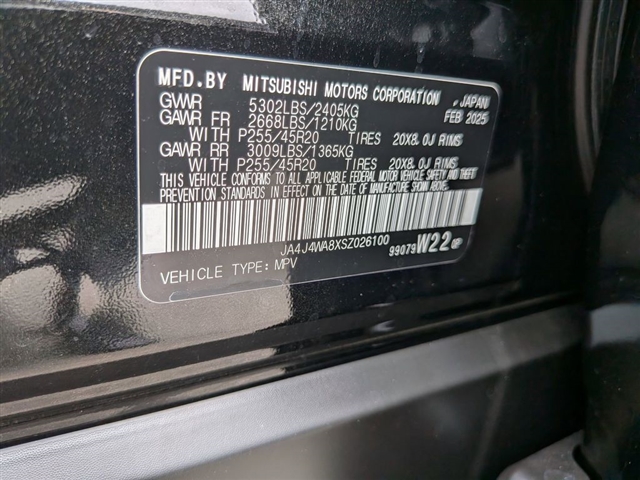 MFD.BY MITSUBISHI MOTORS CORPORATION JAPAN
GWWR 5302LBS/2405KG FEB 2025
GAWR FR 2668LBS/1210KG
WITH P255/45R20 TIRES 20X8.0J RIMS
GAWR RR 3009LBS/1365KG
WITH P255/45R20 TIRES 20X8.0J RIMS
THIS VEHICLE CONFORMS TO ALL APPLICABLE FEDERAL MOTOR VEHICLE SAFETY AND THEFT
PREVENTION STANDARDS IN EFFECT ON THE DATE OF MANUFACTURE SHOWN ABOVE.
JA4J4WA8XSZ026100
99079 W22
VEHICLE TYPE:MPV